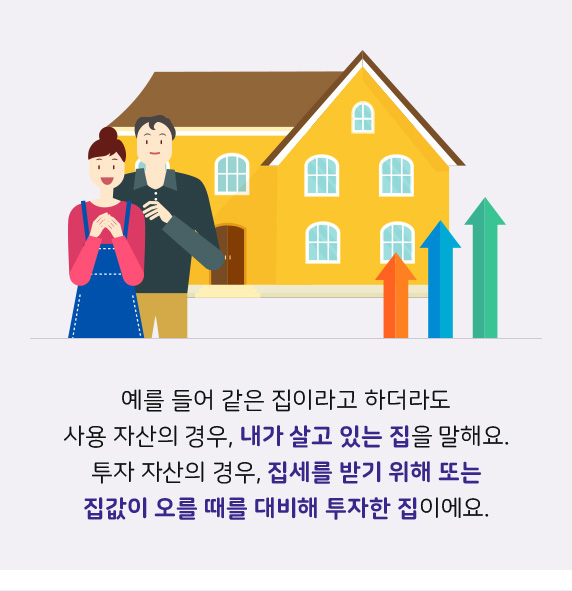 예를 들어 같은 집이라고 하더라도
사용 자산의 경우, 내가 살고 있는 집을 말해요.
투자 자산의 경우, 집세를 받기 위해 또는
집값이 오를 때를 대비해 투자한 집이에요.